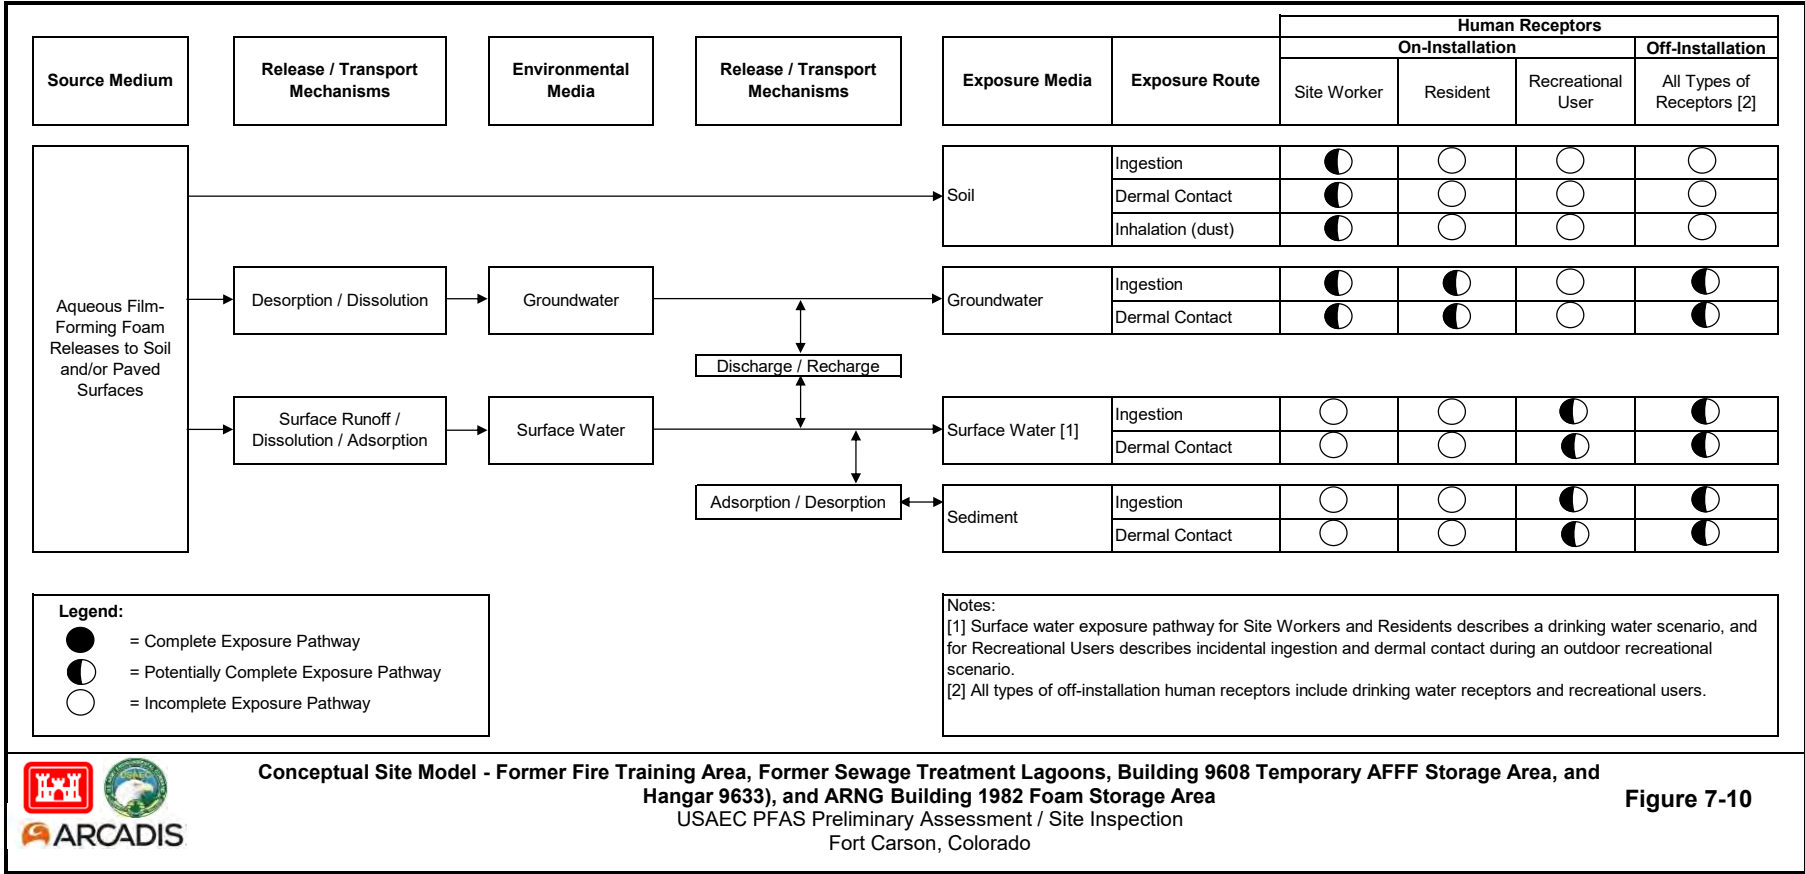 Human Receptors
On-Installation
Off-Installation
Source Medium
Release / Transport
Mechanisms
Environmental
Media
Release / Transport
Mechanisms
Exposure Media
Exposure Route
Site Worker
Resident
Recreational
User
All Types of
Receptors [2]
Aqueous Film-
Forming Foam
Releases to Soil
and/or Paved
Surfaces
Soil
Ingestion
Dermal Contact
Inhalation (dust)
Desorption / Dissolution
Groundwater
Groundwater
Ingestion
Dermal Contact
Discharge / Recharge
Surface Runoff /
Dissolution / Adsorption
Surface Water
Surface Water [1]
Ingestion
Dermal Contact
Adsorption / Desorption
Sediment
Ingestion
Dermal Contact
Legend:
= Complete Exposure Pathway
= Potentially Complete Exposure Pathway
= Incomplete Exposure Pathway
Notes:
[1] Surface water exposure pathway for Site Workers and Residents describes a drinking water scenario, and
for Recreational Users describes incidental ingestion and dermal contact during an outdoor recreational
scenario.
[2] All types of off-installation human receptors include drinking water receptors and recreational users.
USAEC
ARCADIS
Conceptual Site Model - Former Fire Training Area, Former Sewage Treatment Lagoons, Building 9608 Temporary AFFF Storage Area, and
Hangar 9633), and ARNG Building 1982 Foam Storage Area
USAEC PFAS Preliminary Assessment / Site Inspection
Fort Carson, Colorado
Figure 7-10